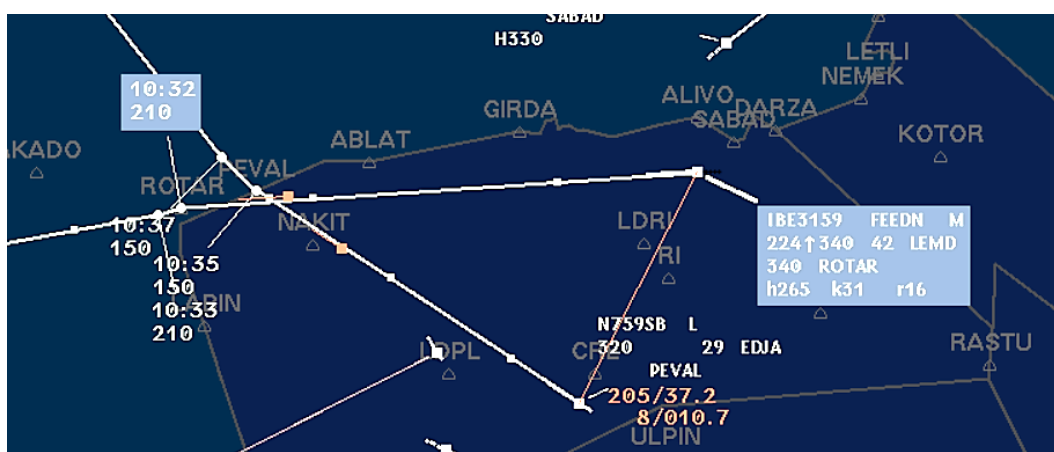 SABAD
H330
LETLI
NEMEK
10:32
210
ALIVO
GIRDA
DARZA
SABAD
ABLAT
KOTOR
AKADO
PEVAL
ROTAR
10:37
150
NAKIT
LDRI
IBE3159 FEEDN M
224↑340 42 LEMD
340 ROTAR
h265 k31 r16
RI
10:35
150
10:33
210
LABIN
N759SB L
320 29 EDJA
PEVAL
LDPL
CRE
RASTU
205/37.2
8/010.7
ULPIN